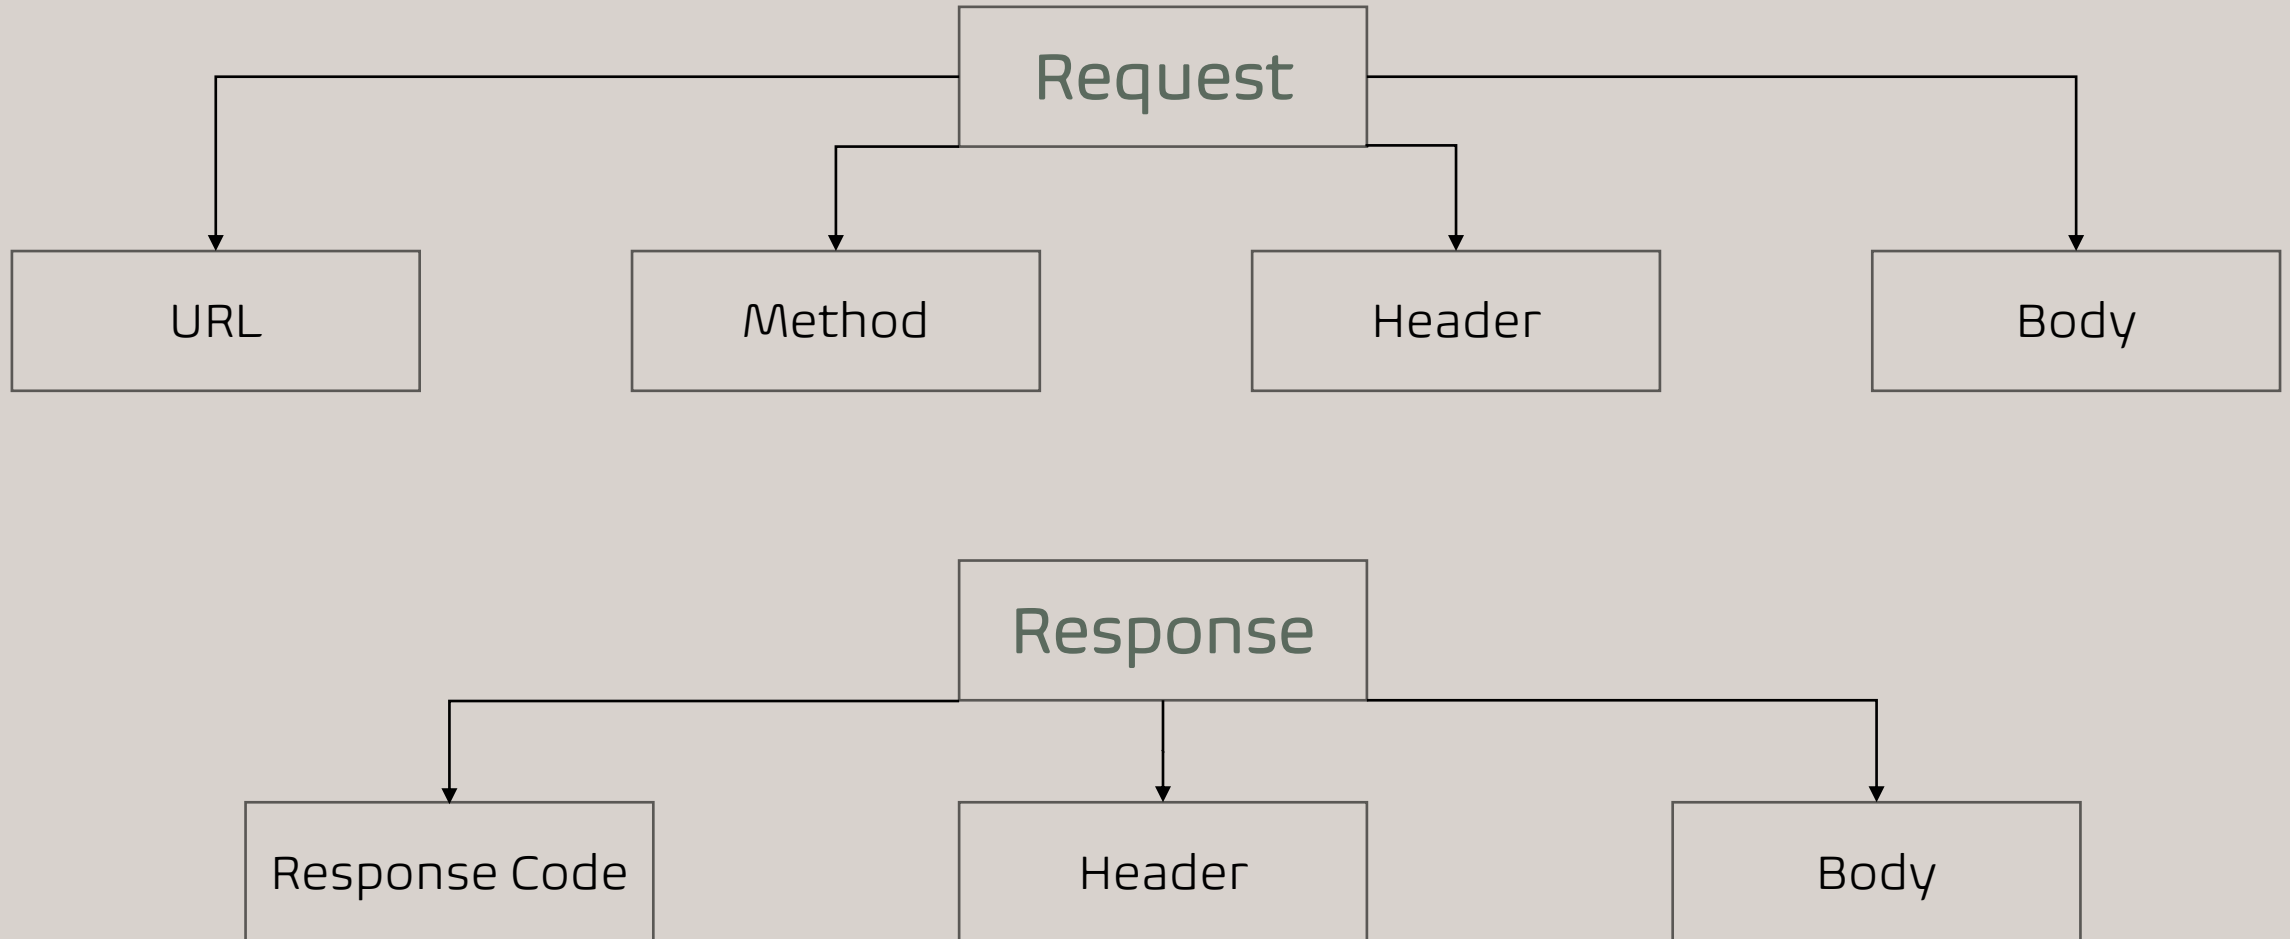 Request
URL
Method
Header
Body
Response
Response Code
Header
Body